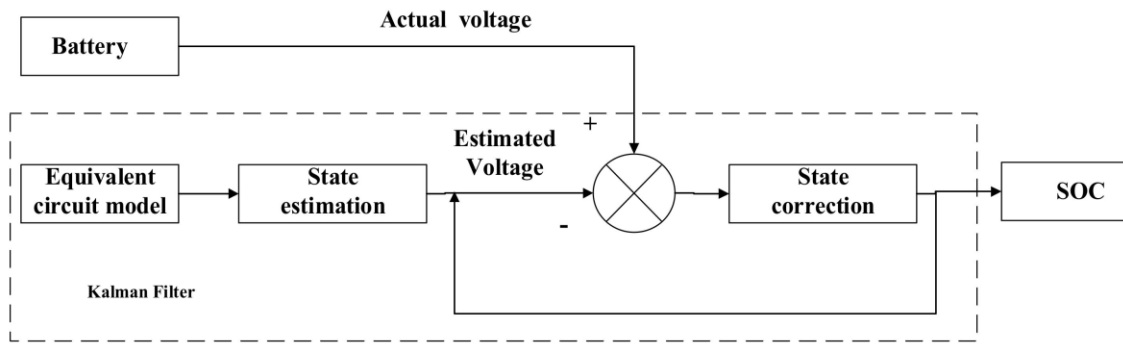 Actual voltage
Battery
+
Estimated
Voltage
Equivalent
circuit model
State
estimation
-
State
correction
SOC
Kalman Filter